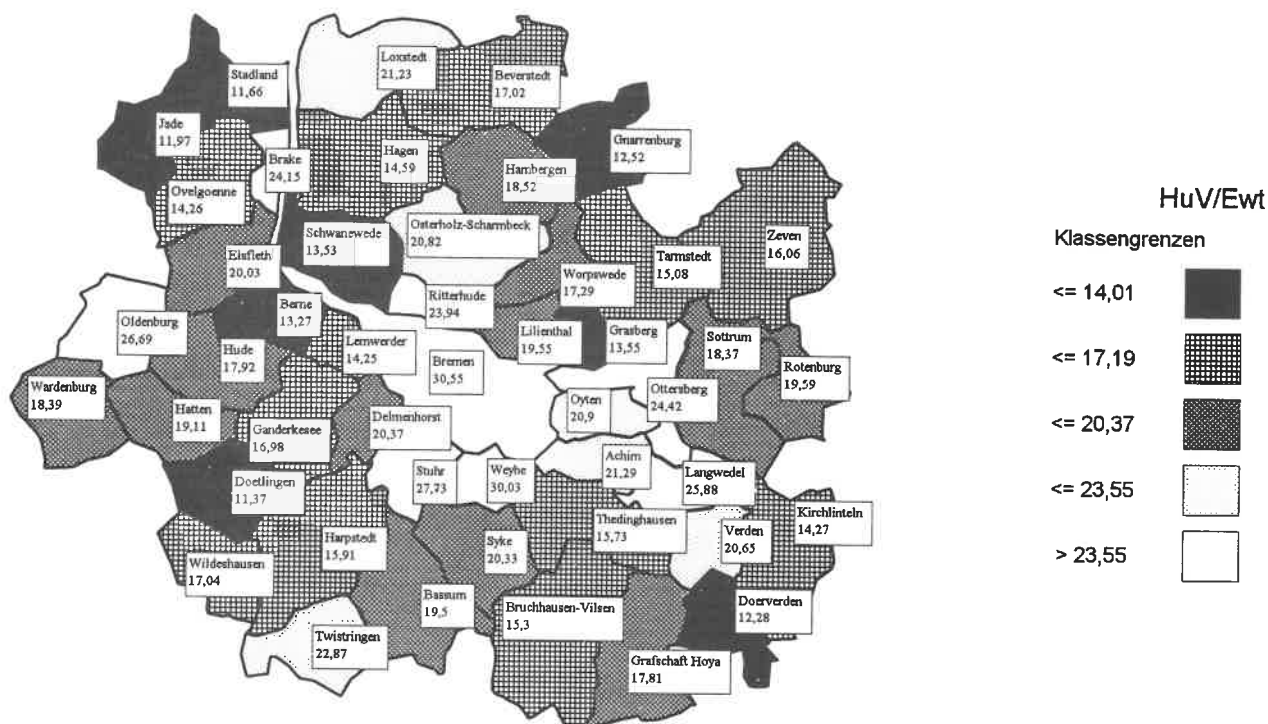 Loxstedt
21,23
Stadland
11,66
Beverstedt
17,02
Jade
11,97
Gnarrenburg
12,52
Hagen
14,59
Brake
24,15
Hambergen
18,52
Ovelgoenne
14,26
Osterholz-Scharmbeck
20,82
Schwanewede
13,53
Zeven
16,06
Elsfleth
20,03
Tarmstedt
15,08
Worpswede
17,29
Ritterhude
23,94
Berne
13,27
Oldenburg
26,69
Lilienthal
19,55
Grasberg
13,55
Sottrum
18,37
Lemwerder
14,25
Hude
17,92
Bremen
30,55
Rotenburg
19,59
Wardenburg
18,39
Ottersberg
24,42
Oyten
20,9
Hatten
19,11
Delmenhorst
20,37
Ganderkesee
16,98
Achim
21,29
Stuhr
27,73
Weyhe
30,03
Langwedel
25,88
Doetlingen
11,37
Kirchlinteln
14,27
Thedinghausen
15,73
Verden
20,65
Harpstedt
15,91
Syke
20,33
Wildeshausen
17,04
Bassum
19,5
Bruchhausen-Vilsen
15,3
Doerverden
12,28
Twistringen
22,87
Grafschaft Hoya
17,81
HuV/Ewt
Klassengrenzen
<= 14,01
<= 17,19
<= 20,37
<= 23,55
> 23,55